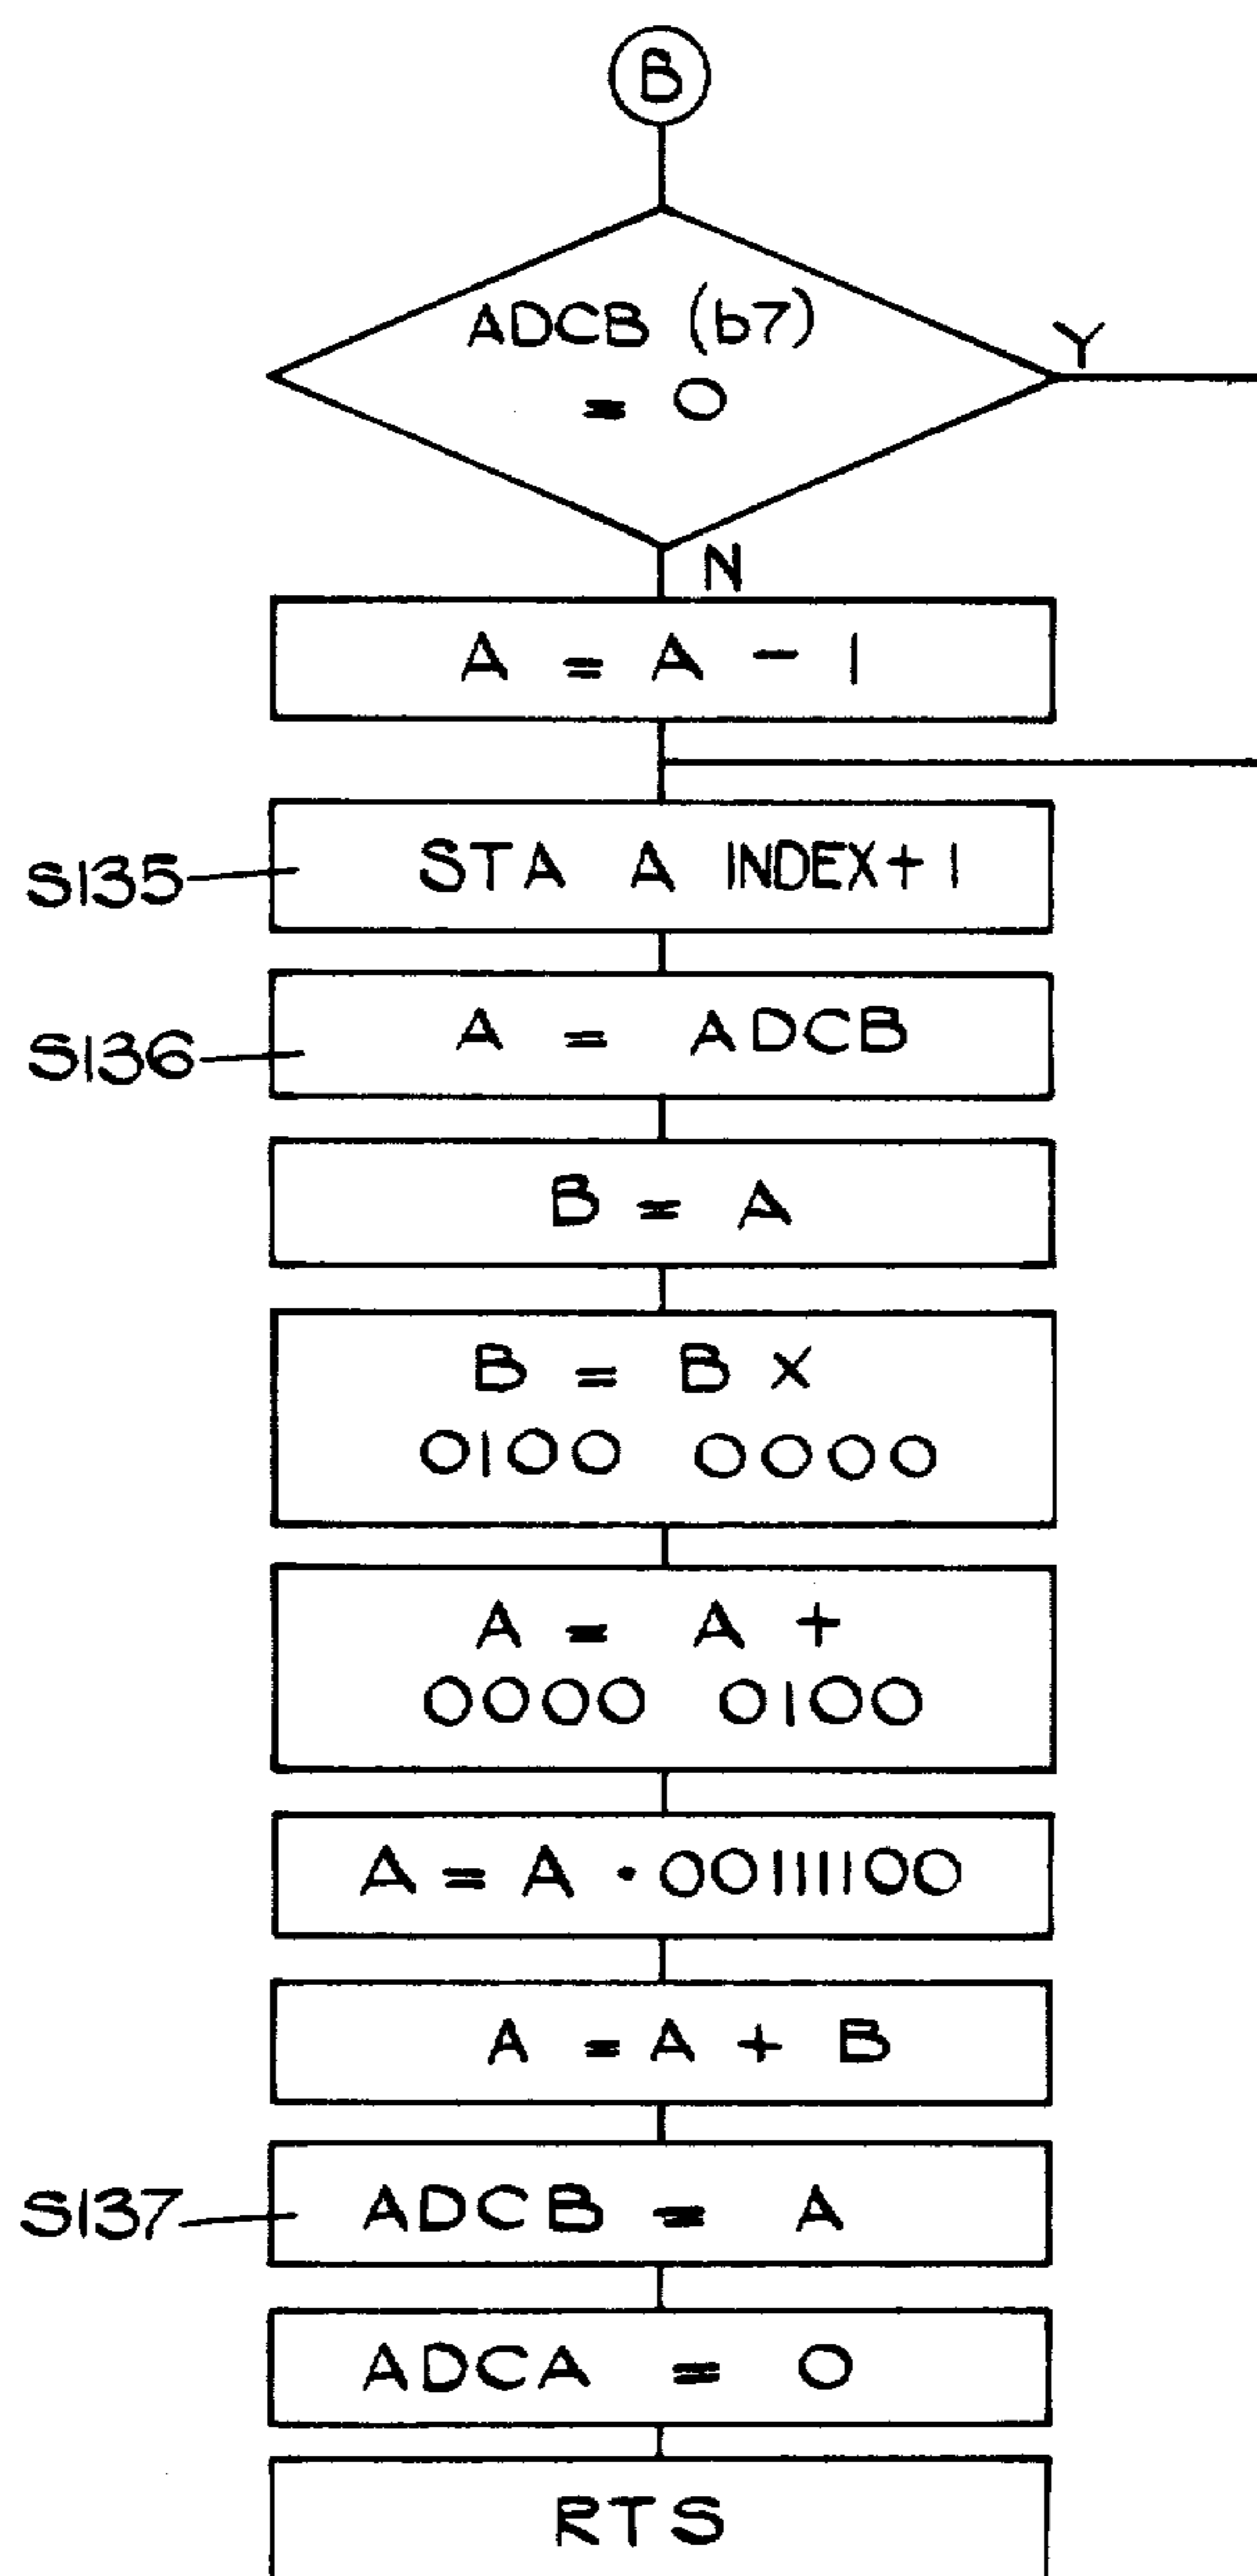 B
ADCB (b7)
= 0
Y
N
A = A - 1
S135
STA A INDEX + 1
S136
A = ADCB
B = A
B = B X
0100 0000
A = A +
0000 0100
A = A • 00111100
A = A + B
S137
ADCB = A
ADCA = 0
RTS